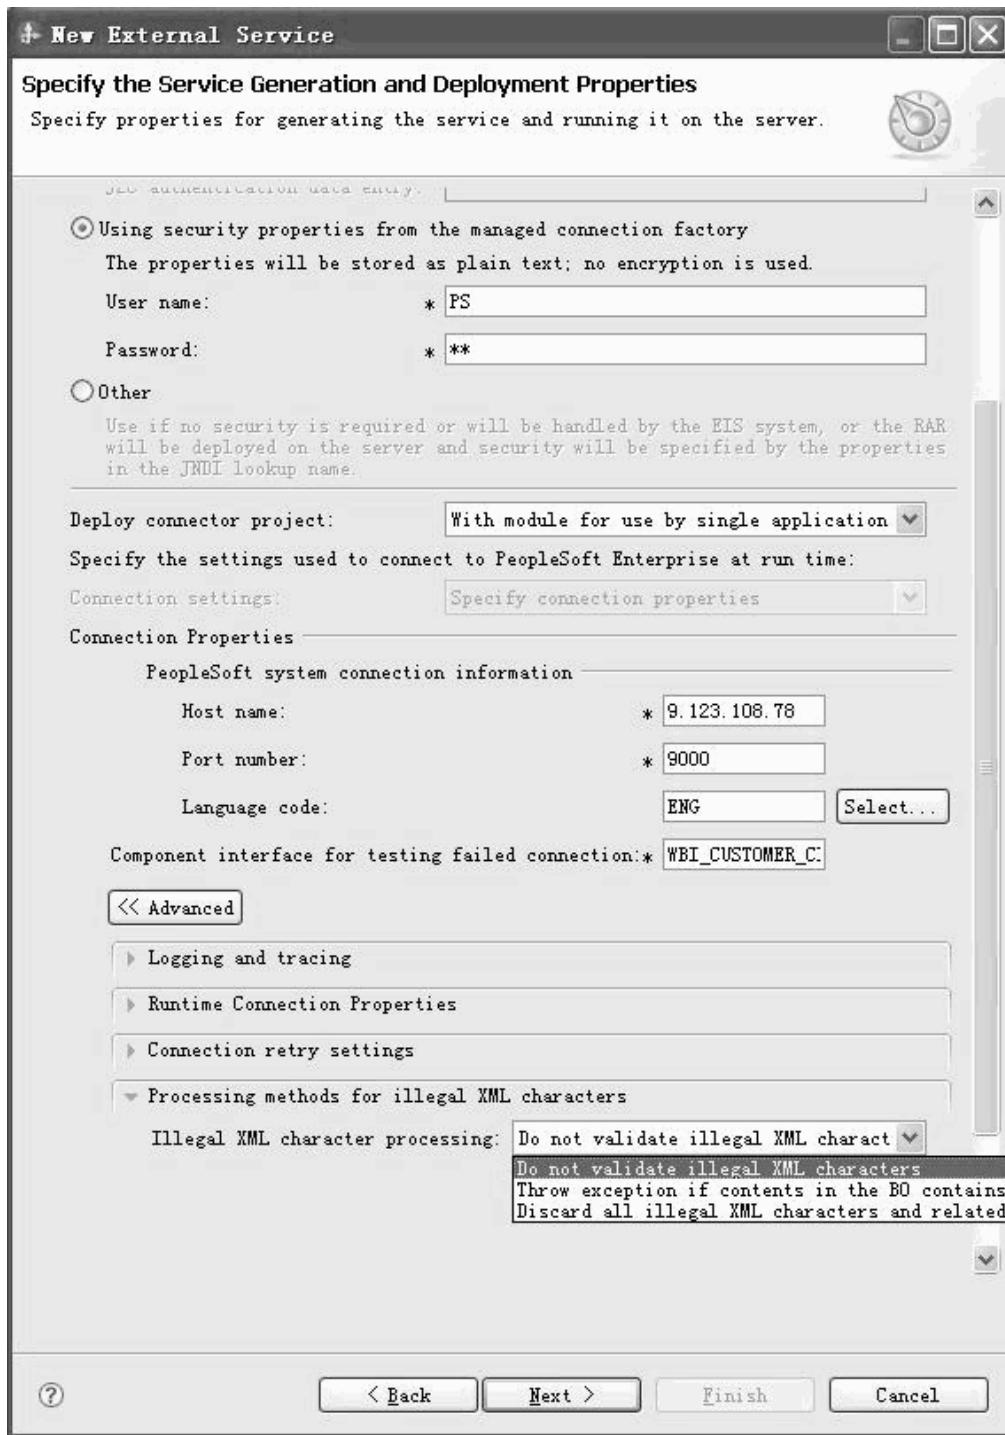 New External Service
Specify the Service Generation and Deployment Properties
Specify properties for generating the service and running it on the server.
authentication data entry:
Using security properties from the managed connection factory
The properties will be stored as plain text; no encryption is used.
User name: * PS
Password: * **
Other
Use if no security is required or will be handled by the EIS system, or the RAR
will be deployed on the server and security will be specified by the properties
in the JNDI lookup name.
Deploy connector project: With module for use by single application
Specify the settings used to connect to PeopleSoft Enterprise at run time:
Connection settings: Specify connection properties
Connection Properties
PeopleSoft system connection information
Host name: * 9.123.108.78
Port number: * 9000
Language code: ENG Select...
Component interface for testing failed connection:* WBI_CUSTOMER_C
<< Advanced
Logging and tracing
Runtime Connection Properties
Connection retry settings
Processing methods for illegal XML characters
Illegal XML character processing: Do not validate illegal XML charact
Do not validate illegal XML characters
Throw exception if contents in the BO contains
Discard all illegal XML characters and related
? < Back Next > Finish Cancel